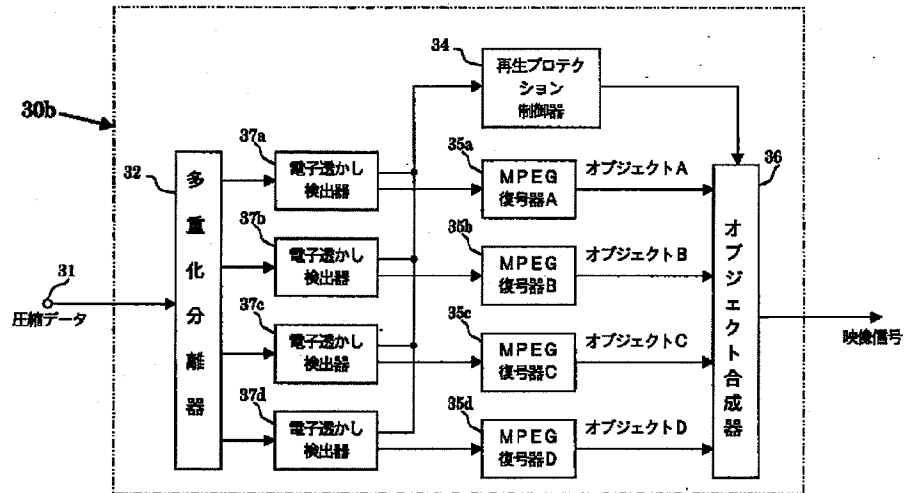 34
再生プロテク
ション
制御器
30b
37a
電子透かし
検出器
35a
MPEG
復号器A
オブジェクトA
36
32
多重化分離器
37b
電子透かし
検出器
35b
MPEG
復号器B
オブジェクトB
オブジェクト合成器
31
圧縮データ
37c
電子透かし
検出器
35c
MPEG
復号器C
オブジェクトC
映像信号
37d
電子透かし
検出器
35d
MPEG
復号器D
オブジェクトD